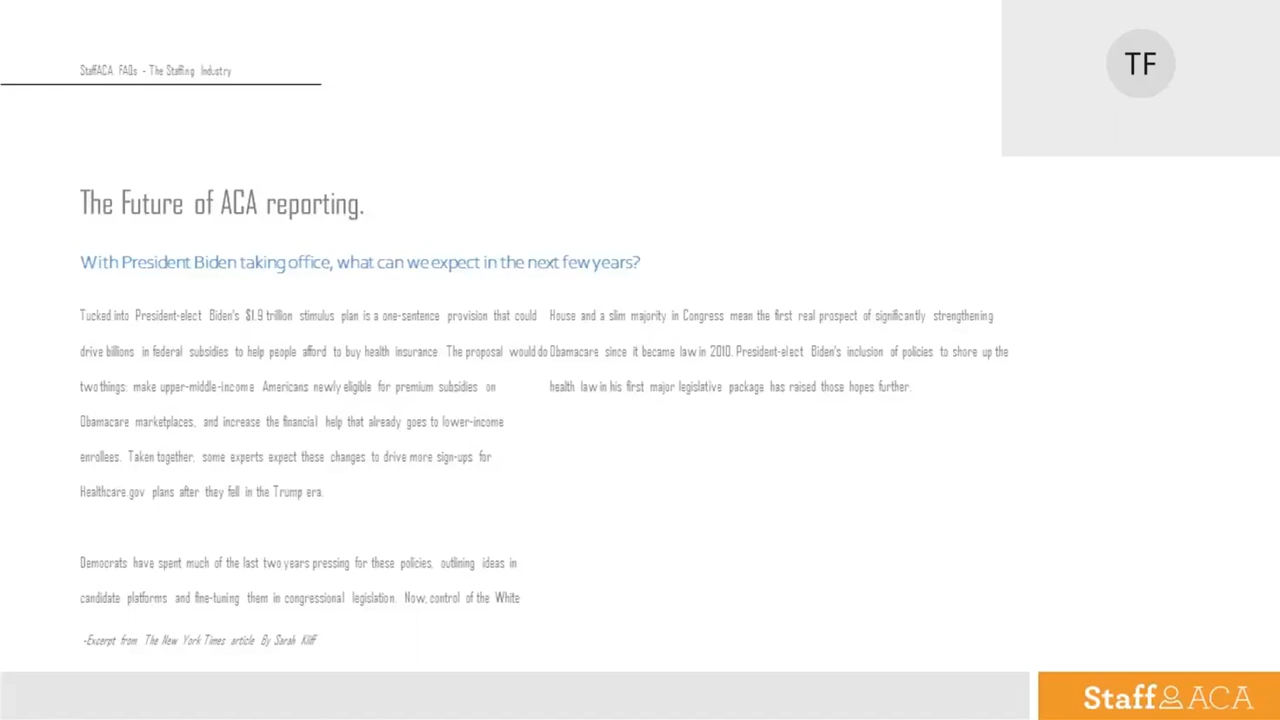 StaffACA FAQs - The Staffing Industry
TF
The Future of ACA reporting.
With President Biden taking office, what can we expect in the next few years?
Tucked into President-elect Biden's $1.9 trillion stimulus plan is a one-sentence provision that could
drive billions in federal subsidies to help people afford to buy health insurance. The proposal would do
two things: make upper-middle-income Americans newly eligible for premium subsidies on
Obamacare marketplaces, and increase the financial help that already goes to lower-income
enrollees. Taken together, some experts expect these changes to drive more sign-ups for
Healthcare.gov plans after they fell in the Trump era.
Democrats have spent much of the last two years pressing for these policies, outlining ideas in
candidate platforms and fine-tuning them in congressional legislation. Now, control of the White
House and a slim majority in Congress mean the first real prospect of significantly strengthening
Obamacare since it became law in 2010. President-elect Biden's inclusion of policies to shore up the
health law in his first major legislative package has raised those hopes further.
-Excerpt from The New York Times article By Sarah Kliff
Staff ACA